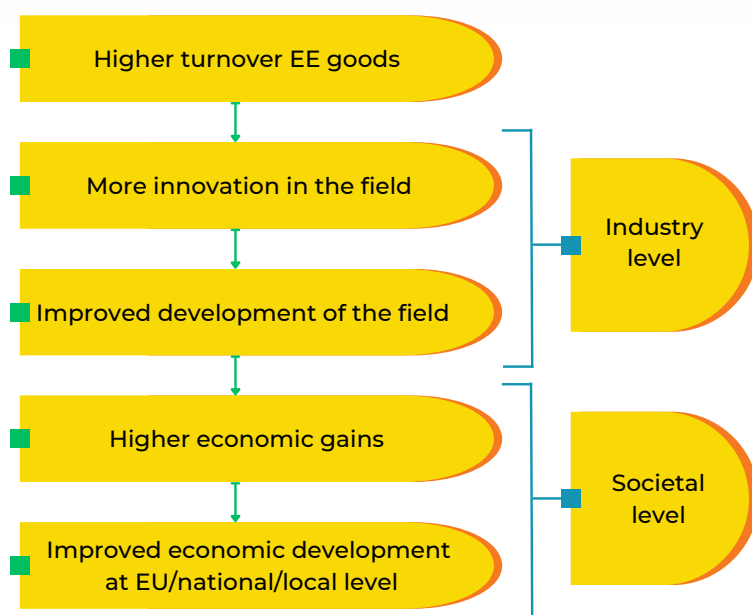 Higher turnover EE goods
More innovation in the field
Industry
level
Improved development of the field
Higher economic gains
Societal
level
Improved economic development
at EU/national/local level